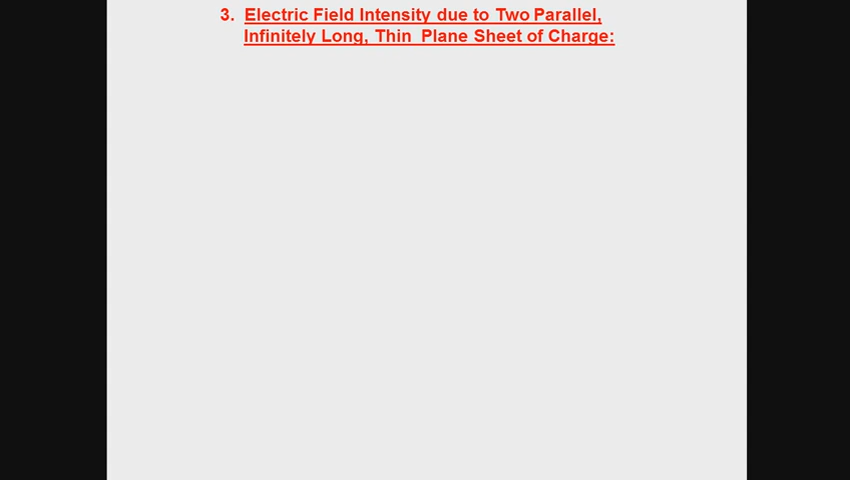 3. Electric Field Intensity due to Two Parallel,
Infinitely Long, Thin Plane Sheet of Charge: